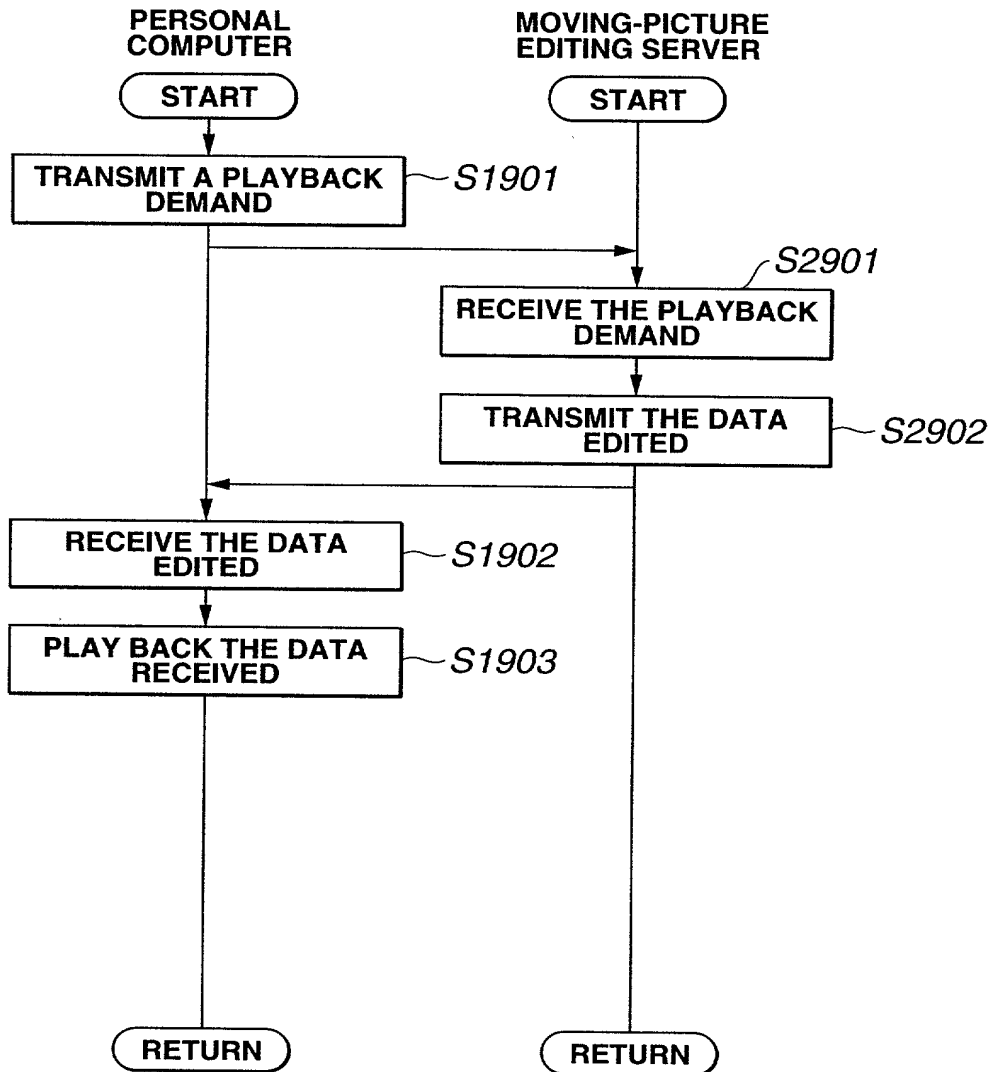 PERSONAL
COMPUTER
MOVING-PICTURE
EDITING SERVER
START
START
TRANSMIT A PLAYBACK
DEMAND
S1901
S2901
RECEIVE THE PLAYBACK
DEMAND
TRANSMIT THE DATA
EDITED
S2902
RECEIVE THE DATA
EDITED
S1902
PLAY BACK THE DATA
RECEIVED
S1903
RETURN
RETURN